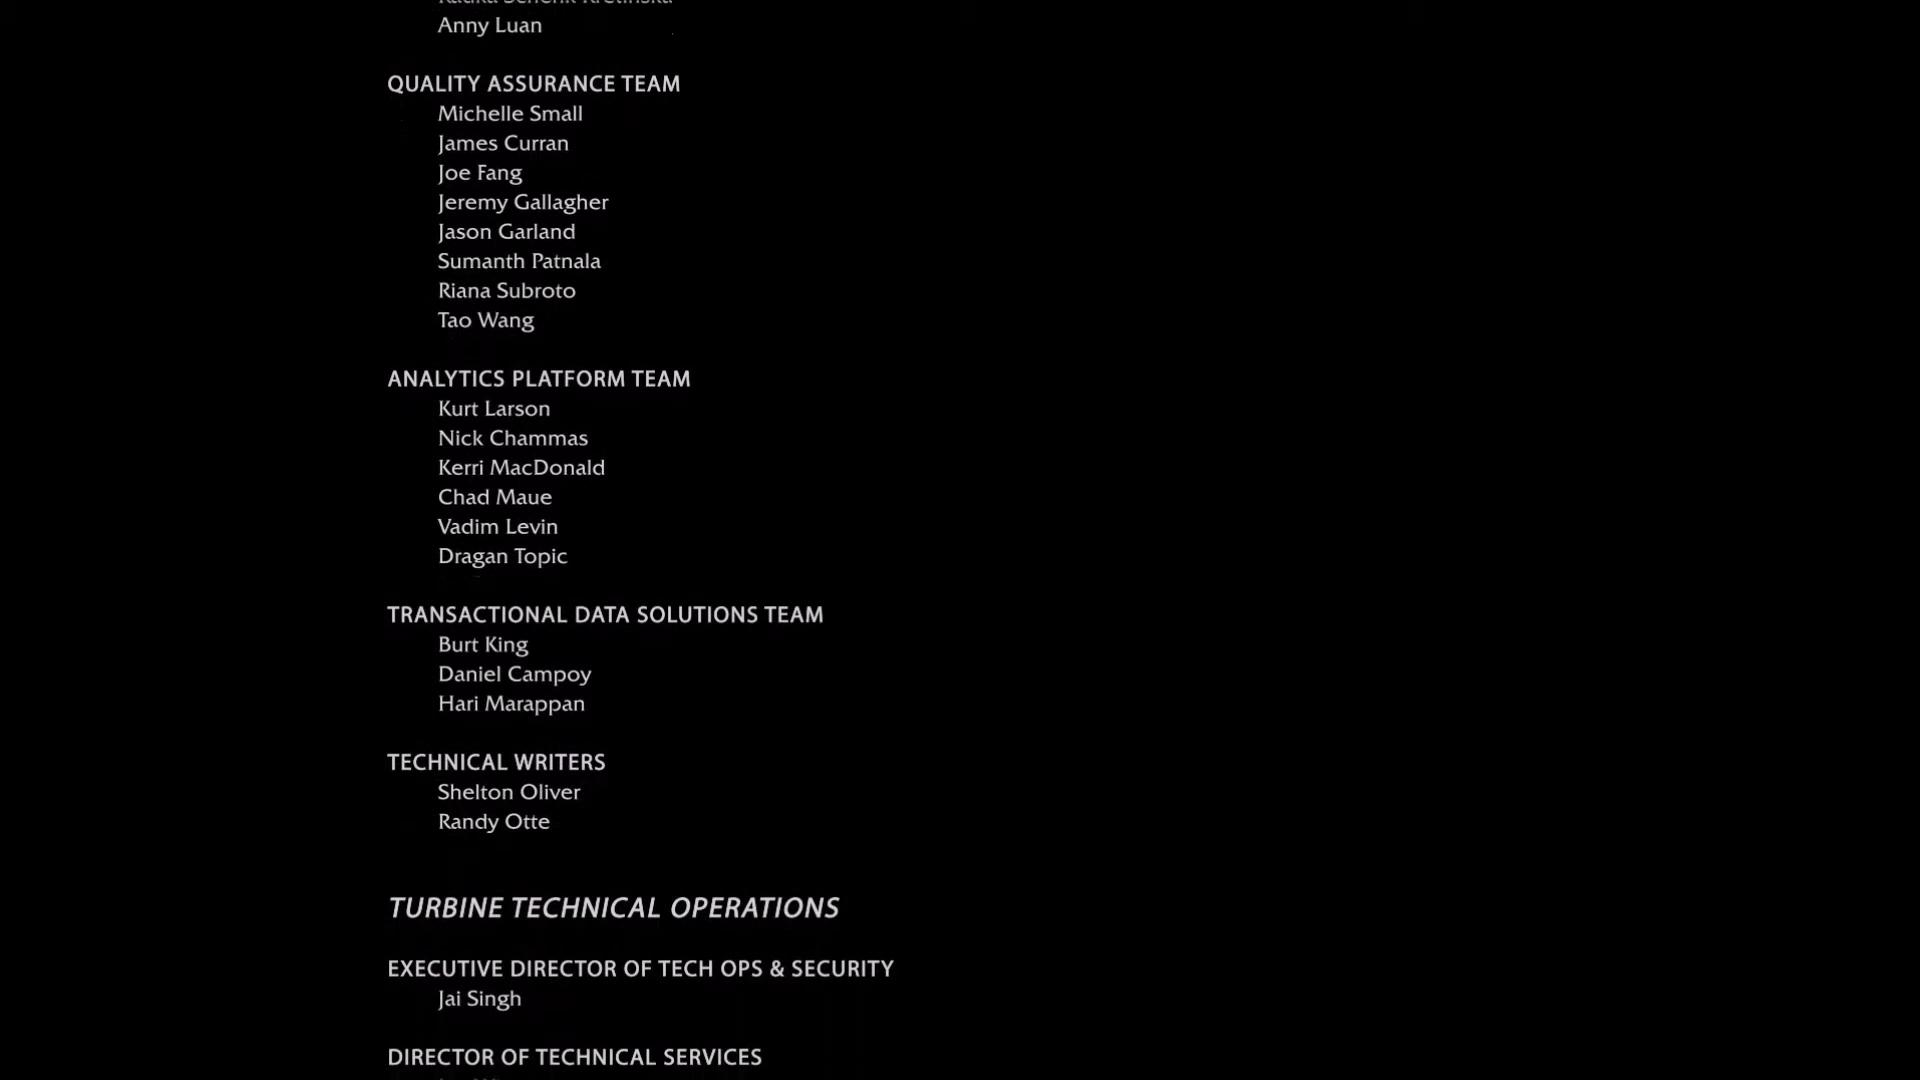 Anny Luan
QUALITY ASSURANCE TEAM
Michelle Small
James Curran
Joe Fang
Jeremy Gallagher
Jason Garland
Sumanth Patnala
Riana Subroto
Tao Wang
ANALYTICS PLATFORM TEAM
Kurt Larson
Nick Chammas
Kerri MacDonald
Chad Maue
Vadim Levin
Dragan Topic
TRANSACTIONAL DATA SOLUTIONS TEAM
Burt King
Daniel Campoy
Hari Marappan
TECHNICAL WRITERS
Shelton Oliver
Randy Otte
TURBINE TECHNICAL OPERATIONS
EXECUTIVE DIRECTOR OF TECH OPS & SECURITY
Jai Singh
DIRECTOR OF TECHNICAL SERVICES